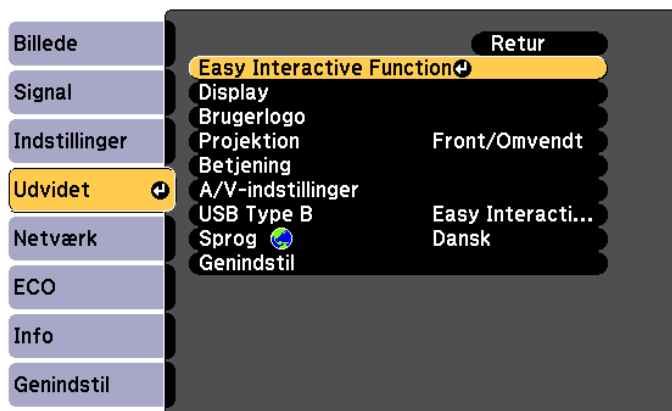 Billede
Signal
Indstillinger
Udvidet
Netværk
ECO
Info
Genindstil
Retur
Easy Interactive Function
Display
Brugerlogo
Projektion Front/Omvendt
Betjening
A/V-indstillinger
USB Type B Easy Interacti...
Sprog Dansk
Genindstil